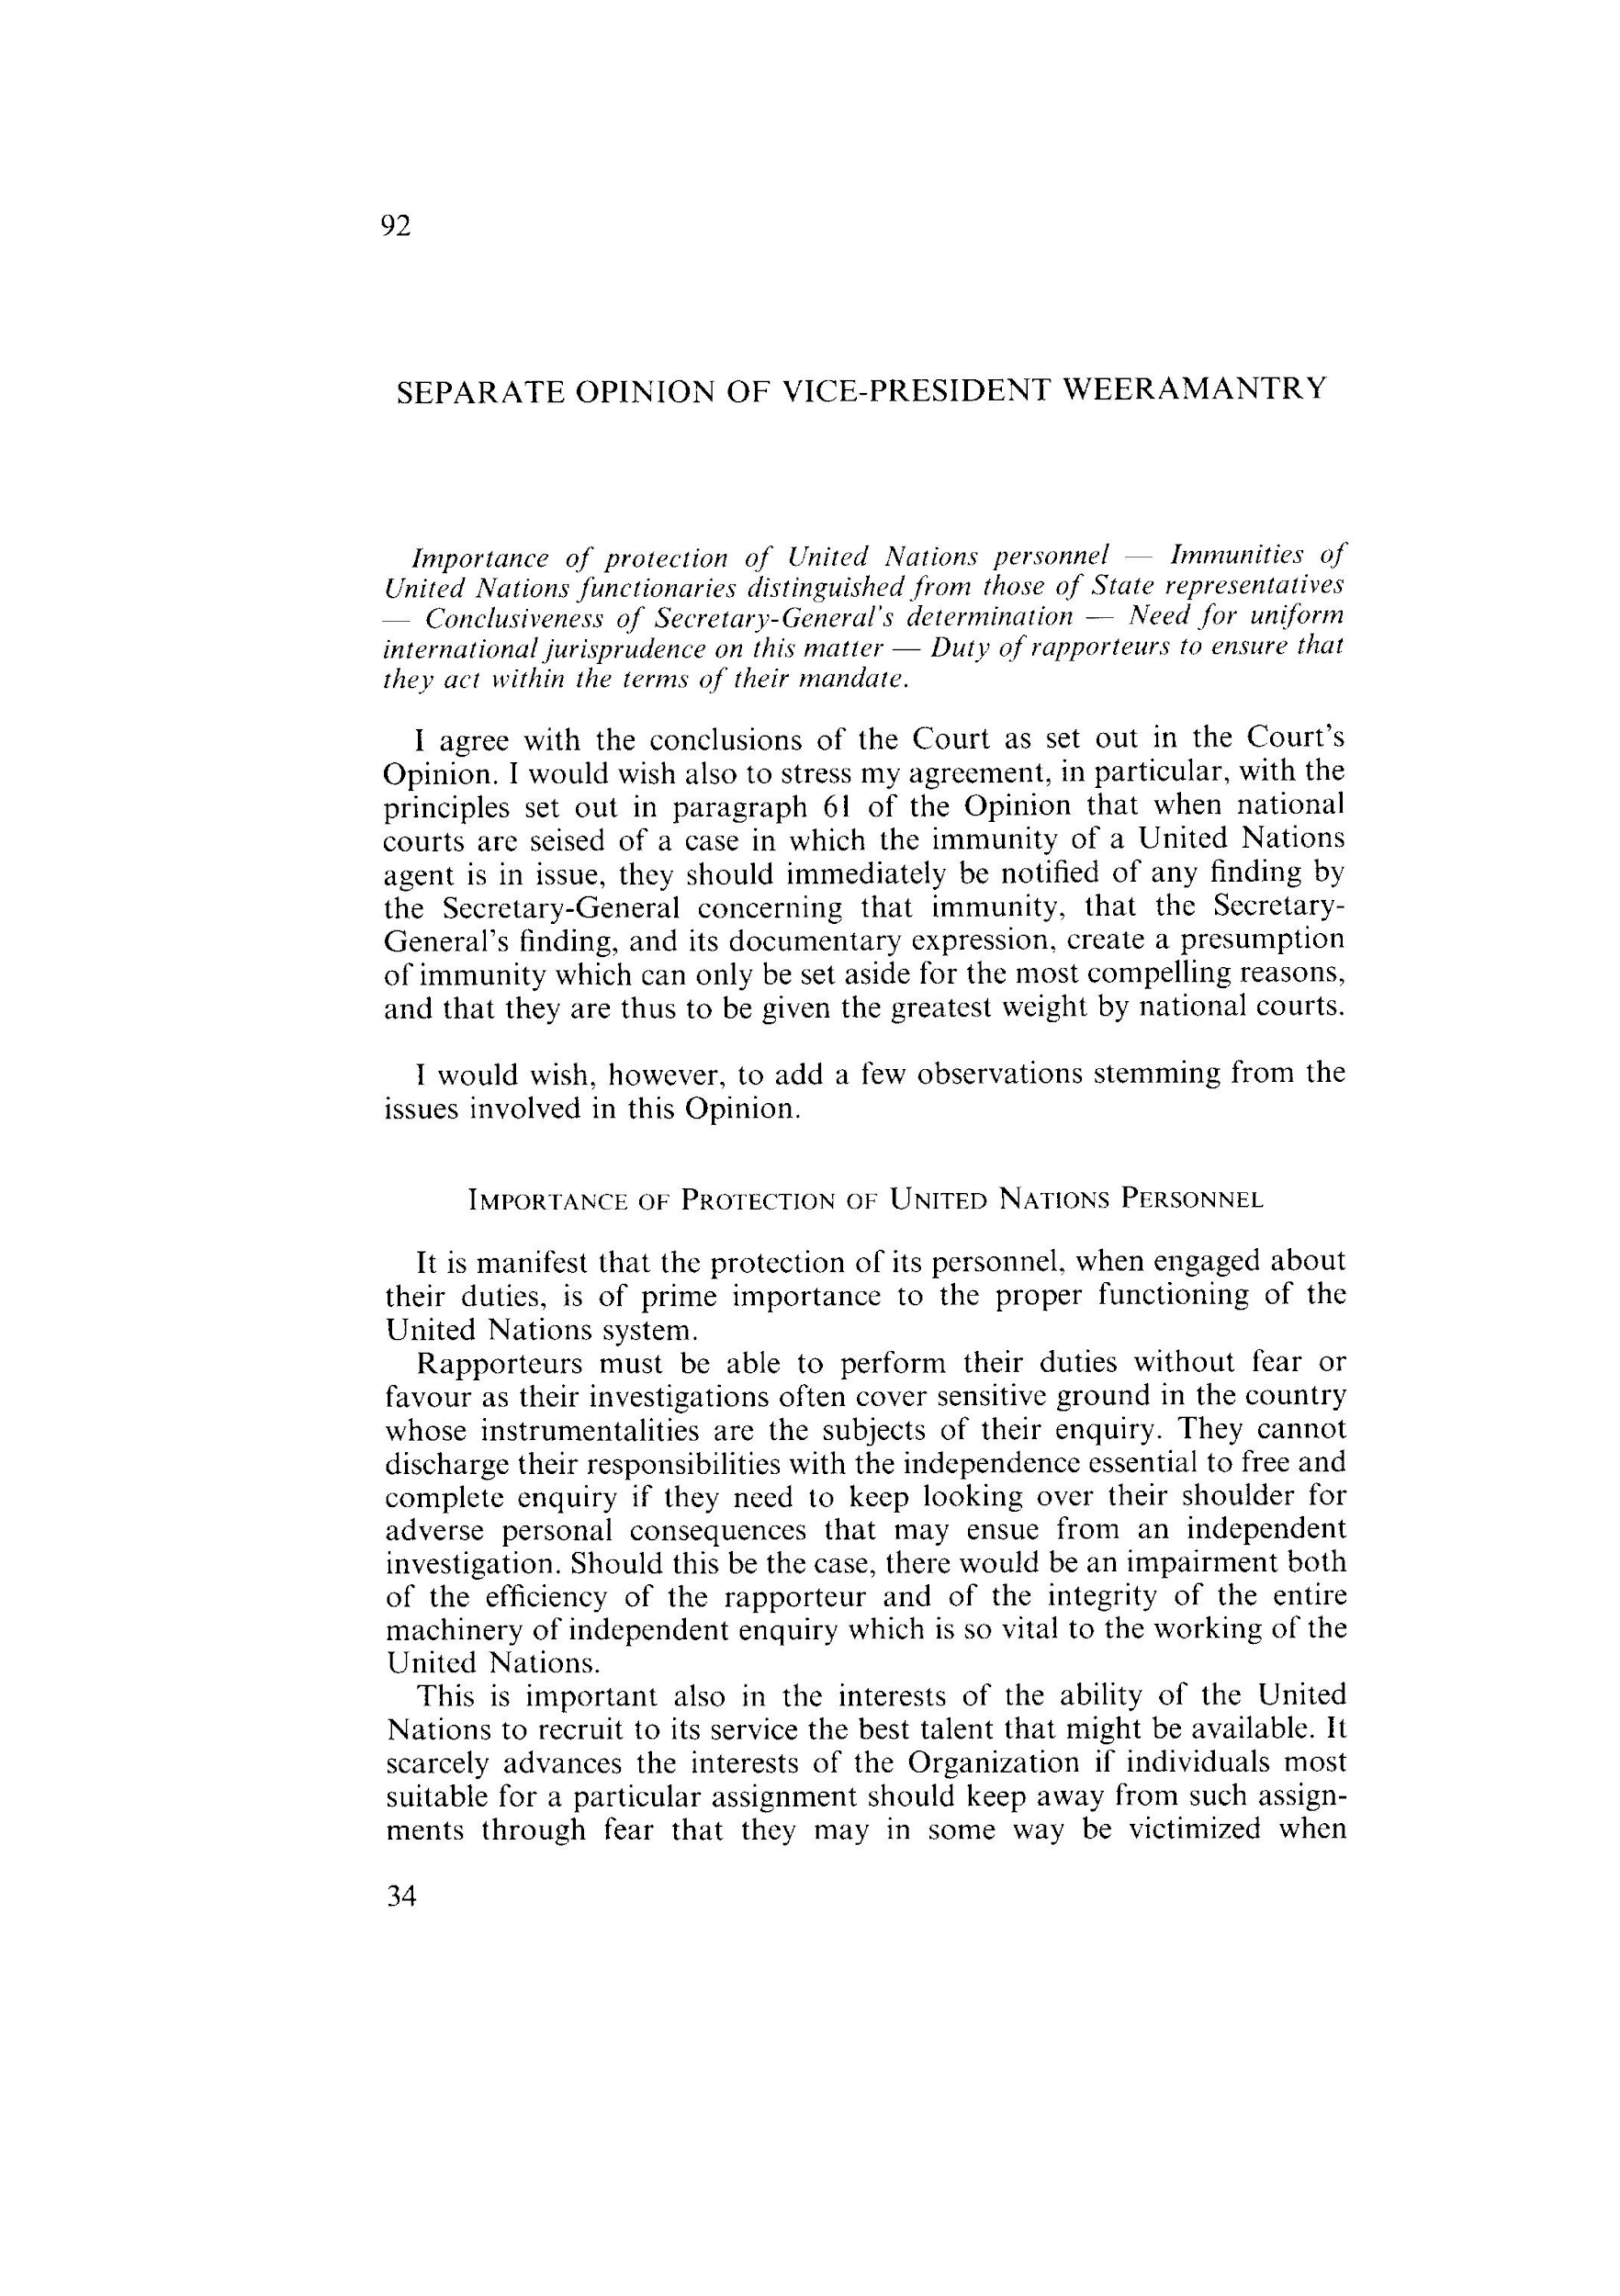 92
SEPARATE OPINION OF VICE-PRESIDENT WEERAMANTRY
Importance of protection of United Nations personnel — Immunities of
United Nations functionaries distinguished from those of State representatives
— Conclusiveness of Secretary-General's determination — Need for uniform
international jurisprudence on this matter — Duty of rapporteurs to ensure that
they act within the terms of their mandate.
I agree with the conclusions of the Court as set out in the Court's
Opinion. I would wish also to stress my agreement, in particular, with the
principles set out in paragraph 61 of the Opinion that when national
courts are seised of a case in which the immunity of a United Nations
agent is in issue, they should immediately be notified of any finding by
the Secretary-General concerning that immunity, that the Secretary-
General's finding, and its documentary expression, create a presumption
of immunity which can only be set aside for the most compelling reasons,
and that they are thus to be given the greatest weight by national courts.
I would wish, however, to add a few observations stemming from the
issues involved in this Opinion.
IMPORTANCE OF PROTECTION OF UNITED NATIONS PERSONNEL
It is manifest that the protection of its personnel, when engaged about
their duties, is of prime importance to the proper functioning of the
United Nations system.
Rapporteurs must be able to perform their duties without fear or
favour as their investigations often cover sensitive ground in the country
whose instrumentalities are the subjects of their enquiry. They cannot
discharge their responsibilities with the independence essential to free and
complete enquiry if they need to keep looking over their shoulder for
adverse personal consequences that may ensue from an independent
investigation. Should this be the case, there would be an impairment both
of the efficiency of the rapporteur and of the integrity of the entire
machinery of independent enquiry which is so vital to the working of the
United Nations.
This is important also in the interests of the ability of the United
Nations to recruit to its service the best talent that might be available. It
scarcely advances the interests of the Organization if individuals most
suitable for a particular assignment should keep away from such assign-
ments through fear that they may in some way be victimized when
34